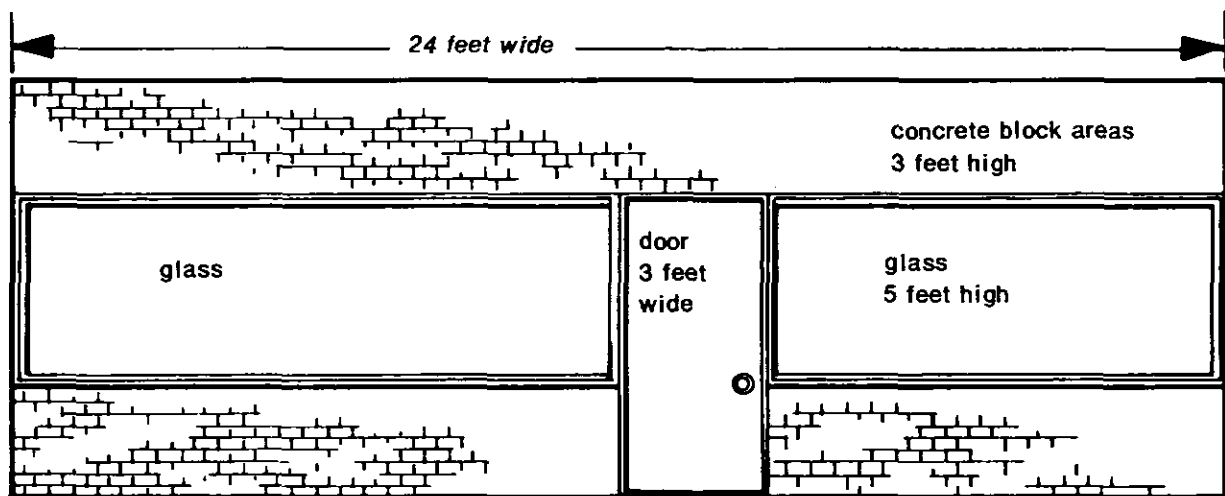 24 feet wide
concrete block areas
3 feet high
glass
door
3 feet
wide
glass
5 feet high